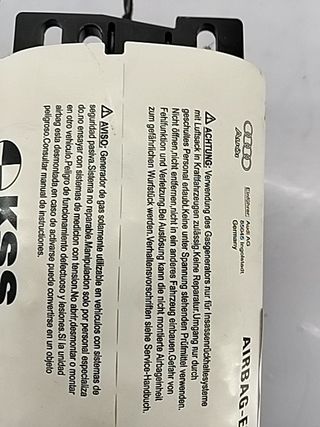 Audi
Einführer: Audi AG
85045 Ingolstadt
Germany
AIRBAG-E
ACHTUNG: Verwendung des Gasgenerators nur für Insassenrückhaltesysteme
mit Luftsack in Kraftfahrzeugen zulässig.Keine Reparatur.Umgang nur durch
geschultes Personal erlaubt.Keine unter Spannung stehenden Prüfmittel verwenden.
Nicht öffnen,nicht entfernen,nicht in ein anderes Fahrzeug einbauen.Gefahr von
Fehlfunktion und Verletzung.Bei Auslösung kann die nicht montierte Airbageinheit
zum gefährlichen Wurfstück werden.Verhaltensvorschriften siehe Service-Handbuch.
AVISO: Generador de gas solamente utilizable en vehículos con sistemas de
seguridad pasiva.Sistema no reparable.Manipulación solo por personal especializa
do.no ensayar con sistemas de medición con tensión.No abrir,desmontar o montar
en otro vehículo.Peligro de funcionamiento defectuoso y lesiones.Si la unidad
airbag esta desmontada,en caso de activarse puede convertirse en un objeto
peligroso.Consulter manual de instrucciones.
KSS